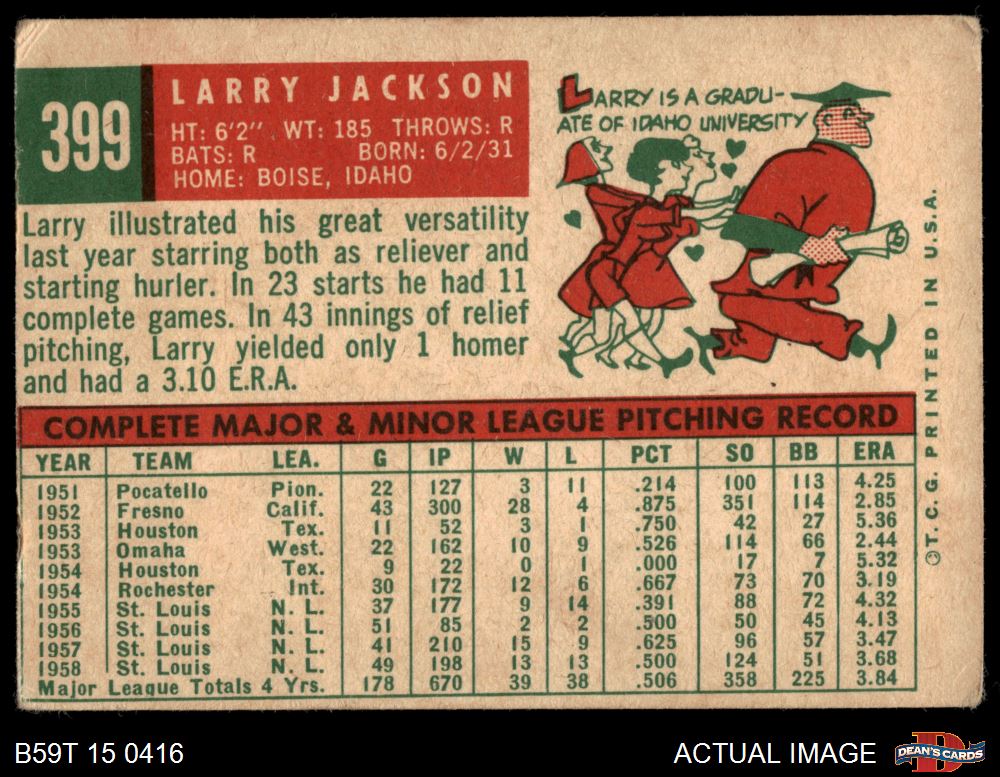 399
LARRY JACKSON
HT: 6'2" WT: 185 THROWS: R
BATS: R BORN: 6/2/31
HOME: BOISE, IDAHO
LARRY IS A GRADU-
ATE OF IDAHO UNIVERSITY
Larry illustrated his great versatility
last year starring both as reliever and
starting hurler. In 23 starts he had 11
complete games. In 43 innings of relief
pitching, Larry yielded only 1 homer
and had a 3.10 E.R.A.
COMPLETE MAJOR & MINOR LEAGUE PITCHING RECORD
YEAR TEAM LEA. G IP W L PCT SO BB ERA
1951 Pocatello Pion. 22 127 3 11 .214 100 113 4.25
1952 Fresno Calif. 43 300 28 4 .875 351 114 2.85
1953 Houston Tex. 11 52 3 1 .750 42 27 5.36
1953 Omaha West. 22 162 10 9 .526 114 66 2.44
1954 Houston Tex. 9 22 0 1 .000 17 7 5.32
1954 Rochester Int. 30 172 12 6 .667 73 70 3.19
1955 St. Louis N. L. 37 177 9 14 .391 88 72 4.32
1956 St. Louis N. L. 51 85 2 2 .500 50 45 4.13
1957 St. Louis N. L. 41 210 15 9 .625 96 57 3.47
1958 St. Louis N. L. 49 198 13 13 .500 124 51 3.68
Major League Totals 4 Yrs. 178 670 39 38 .506 358 225 3.84
©T. C. G. PRINTED IN U.S.A.
B59T 15 0416
ACTUAL IMAGE
D
DEAN'S CARDS